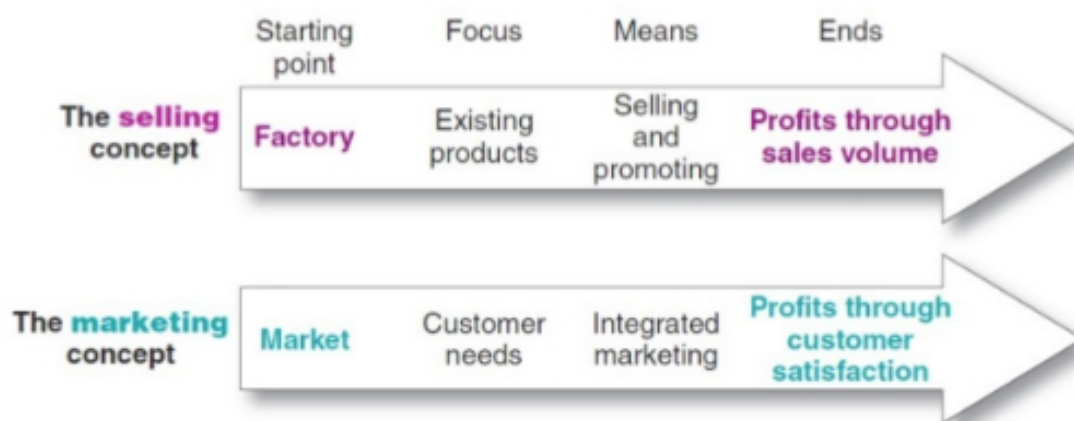 Starting point
Focus
Means
Ends
The selling concept
Factory
Existing products
Selling and promoting
Profits through sales volume
The marketing concept
Market
Customer needs
Integrated marketing
Profits through customer satisfaction